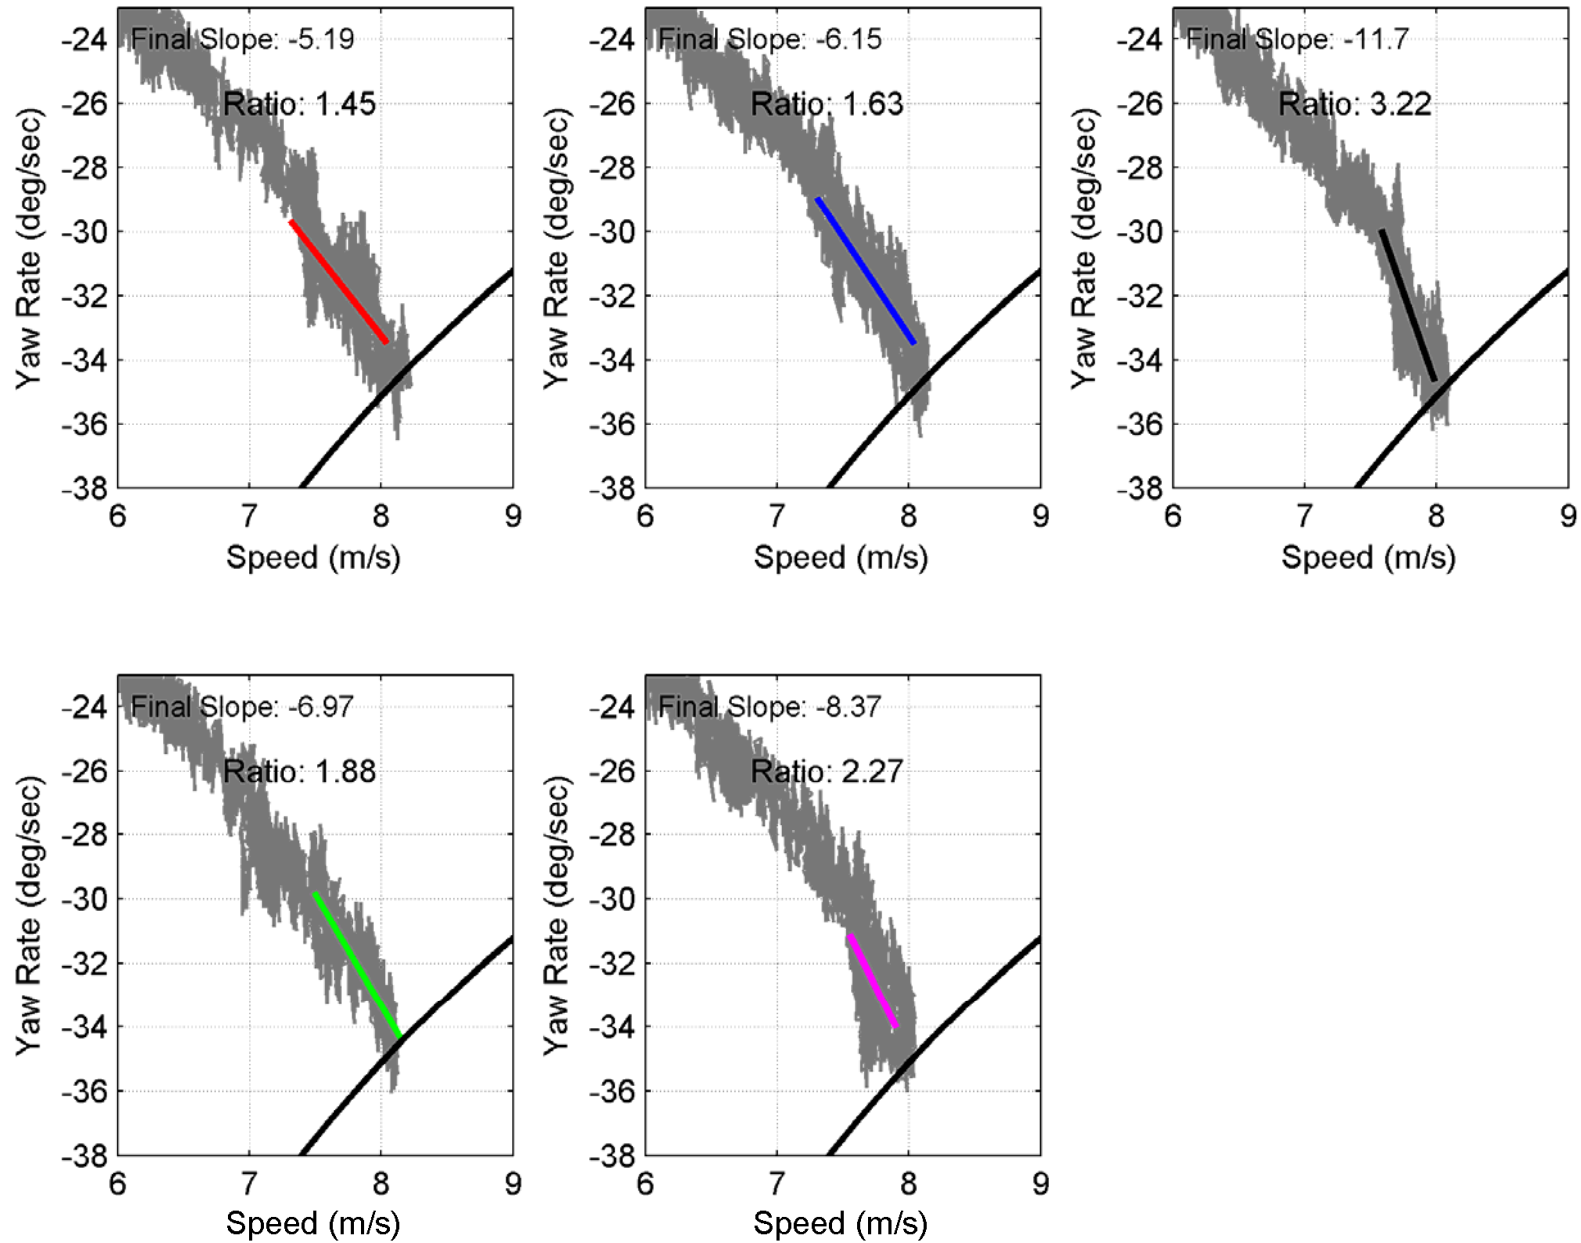 Final Slope: -5.19
Ratio: 1.45
-24
-26
-28
-30
-32
-34
-36
-38
6 7 8 9
Yaw Rate (deg/sec)
Speed (m/s)
Final Slope: -6.15
Ratio: 1.63
-24
-26
-28
-30
-32
-34
-36
-38
6 7 8 9
Yaw Rate (deg/sec)
Speed (m/s)
Final Slope: -11.7
Ratio: 3.22
-24
-26
-28
-30
-32
-34
-36
-38
6 7 8 9
Yaw Rate (deg/sec)
Speed (m/s)
Final Slope: -6.97
Ratio: 1.88
-24
-26
-28
-30
-32
-34
-36
-38
6 7 8 9
Yaw Rate (deg/sec)
Speed (m/s)
Final Slope: -8.37
Ratio: 2.27
-24
-26
-28
-30
-32
-34
-36
-38
6 7 8 9
Yaw Rate (deg/sec)
Speed (m/s)